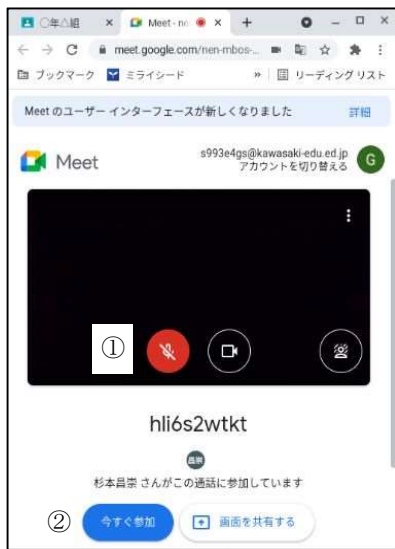 ○年△組
Meet - no
meet.google.com/nen-mbos-...
ブックマーク ミライシード » リーディング リスト
Meet のユーザー インターフェースが新しくなりました 詳細
Meet
s993e4gs@kawasaki-edu.ed.jp
アカウントを切り替える
G
①
hli6s2wtkt
昌崇
杉本昌崇 さんがこの通話に参加しています
② 今すぐ参加 画面を共有する